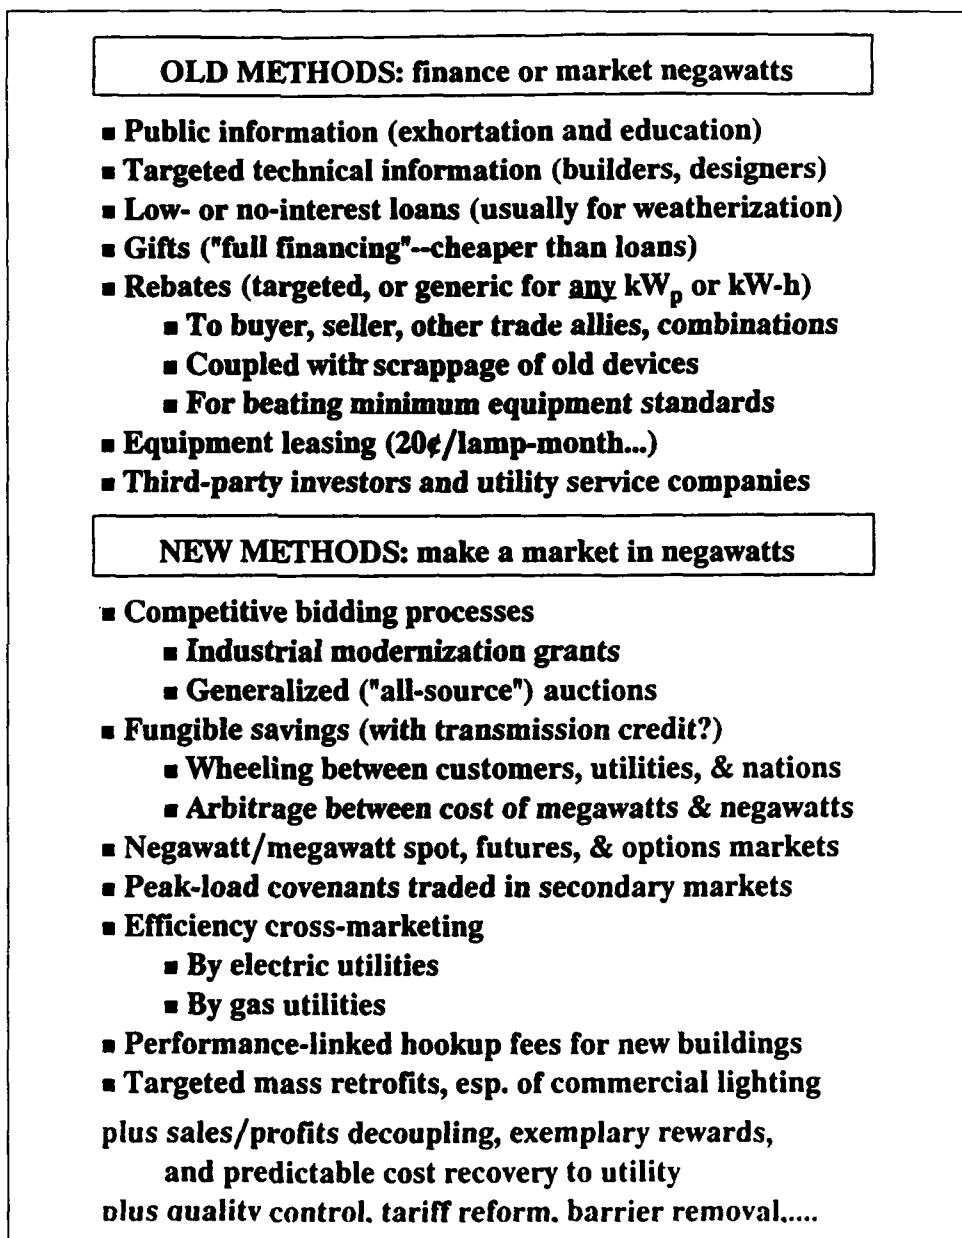 OLD METHODS: finance or market negawatts
■ Public information (exhortation and education)
■ Targeted technical information (builders, designers)
■ Low- or no-interest loans (usually for weatherization)
■ Gifts ("full financing"--cheaper than loans)
■ Rebates (targeted, or generic for any kWp or kW-h)
■ To buyer, seller, other trade allies, combinations
■ Coupled with scrappage of old devices
■ For beating minimum equipment standards
■ Equipment leasing (20¢/lamp-month...)
■ Third-party investors and utility service companies
NEW METHODS: make a market in negawatts
■ Competitive bidding processes
■ Industrial modernization grants
■ Generalized ("all-source") auctions
■ Fungible savings (with transmission credit?)
■ Wheeling between customers, utilities, & nations
■ Arbitrage between cost of megawatts & negawatts
■ Negawatt/megawatt spot, futures, & options markets
■ Peak-load covenants traded in secondary markets
■ Efficiency cross-marketing
■ By electric utilities
■ By gas utilities
■ Performance-linked hookup fees for new buildings
■ Targeted mass retrofits, esp. of commercial lighting
plus sales/profits decoupling, exemplary rewards,
and predictable cost recovery to utility
plus quality control, tariff reform, barrier removal,....